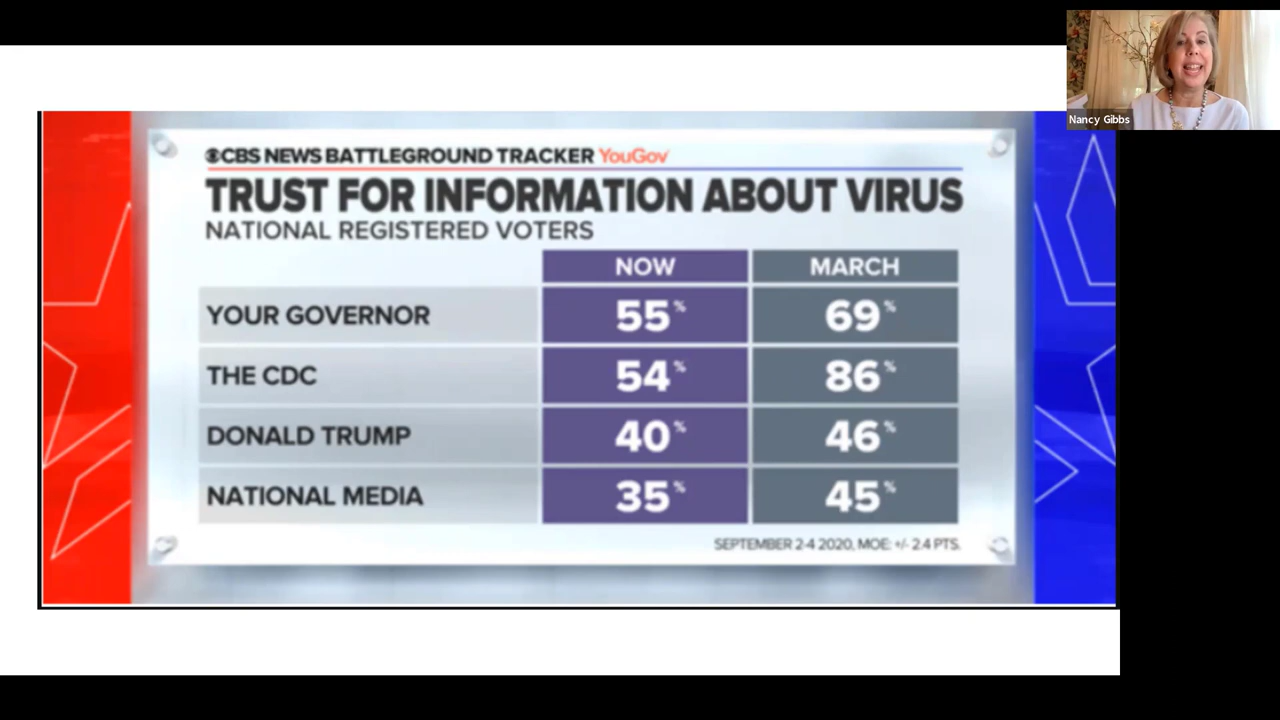 CBS NEWS BATTLEGROUND TRACKER YouGov
TRUST FOR INFORMATION ABOUT VIRUS
NATIONAL REGISTERED VOTERS
NOW MARCH
YOUR GOVERNOR 55% 69%
THE CDC 54% 86%
DONALD TRUMP 40% 46%
NATIONAL MEDIA 35% 45%
SEPTEMBER 2-4 2020, MOE: +/- 2.4 PTS.
Nancy Gibbs